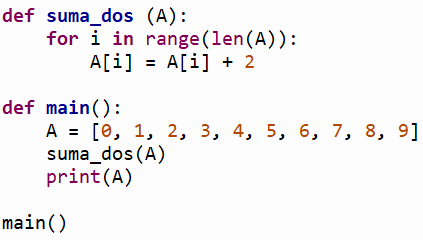 def suma_dos (A):
    for i in range(len(A)):
        A[i] = A[i] + 2
def main():
    A = [0, 1, 2, 3, 4, 5, 6, 7, 8, 9]
    suma_dos(A)
    print(A)
main()